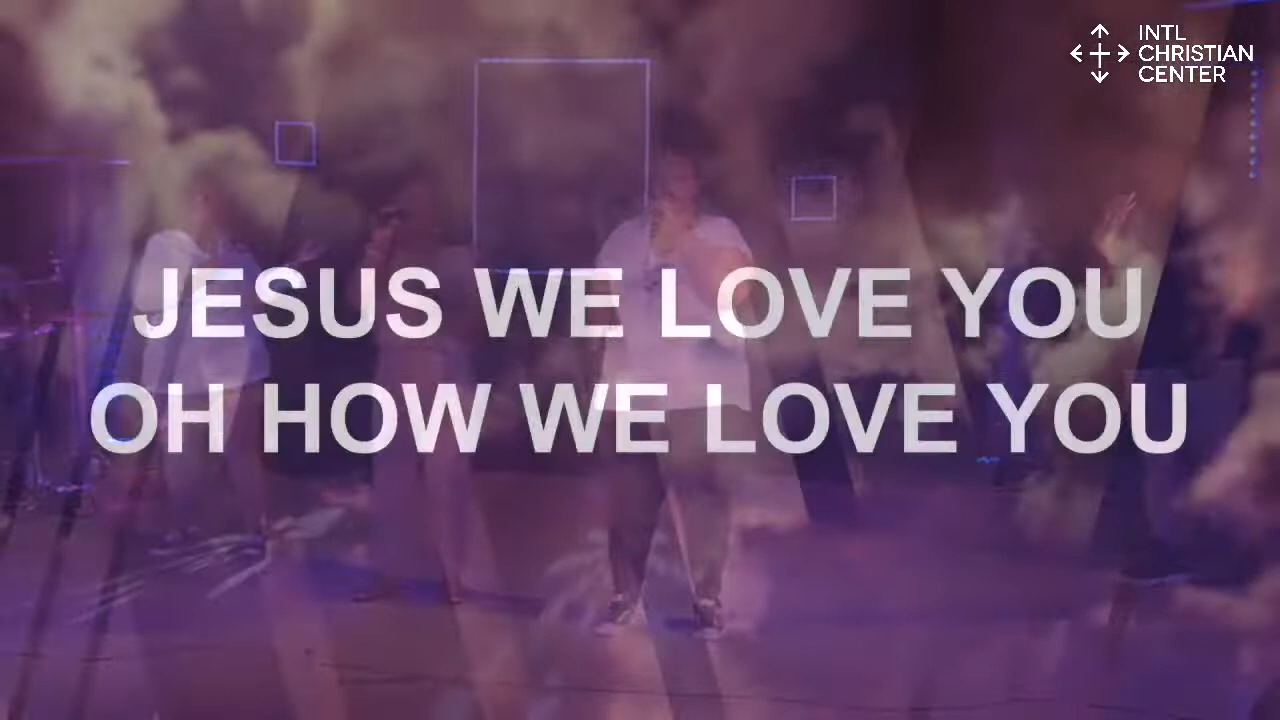 INTL
CHRISTIAN
CENTER
JESUS WE LOVE YOU
OH HOW WE LOVE YOU